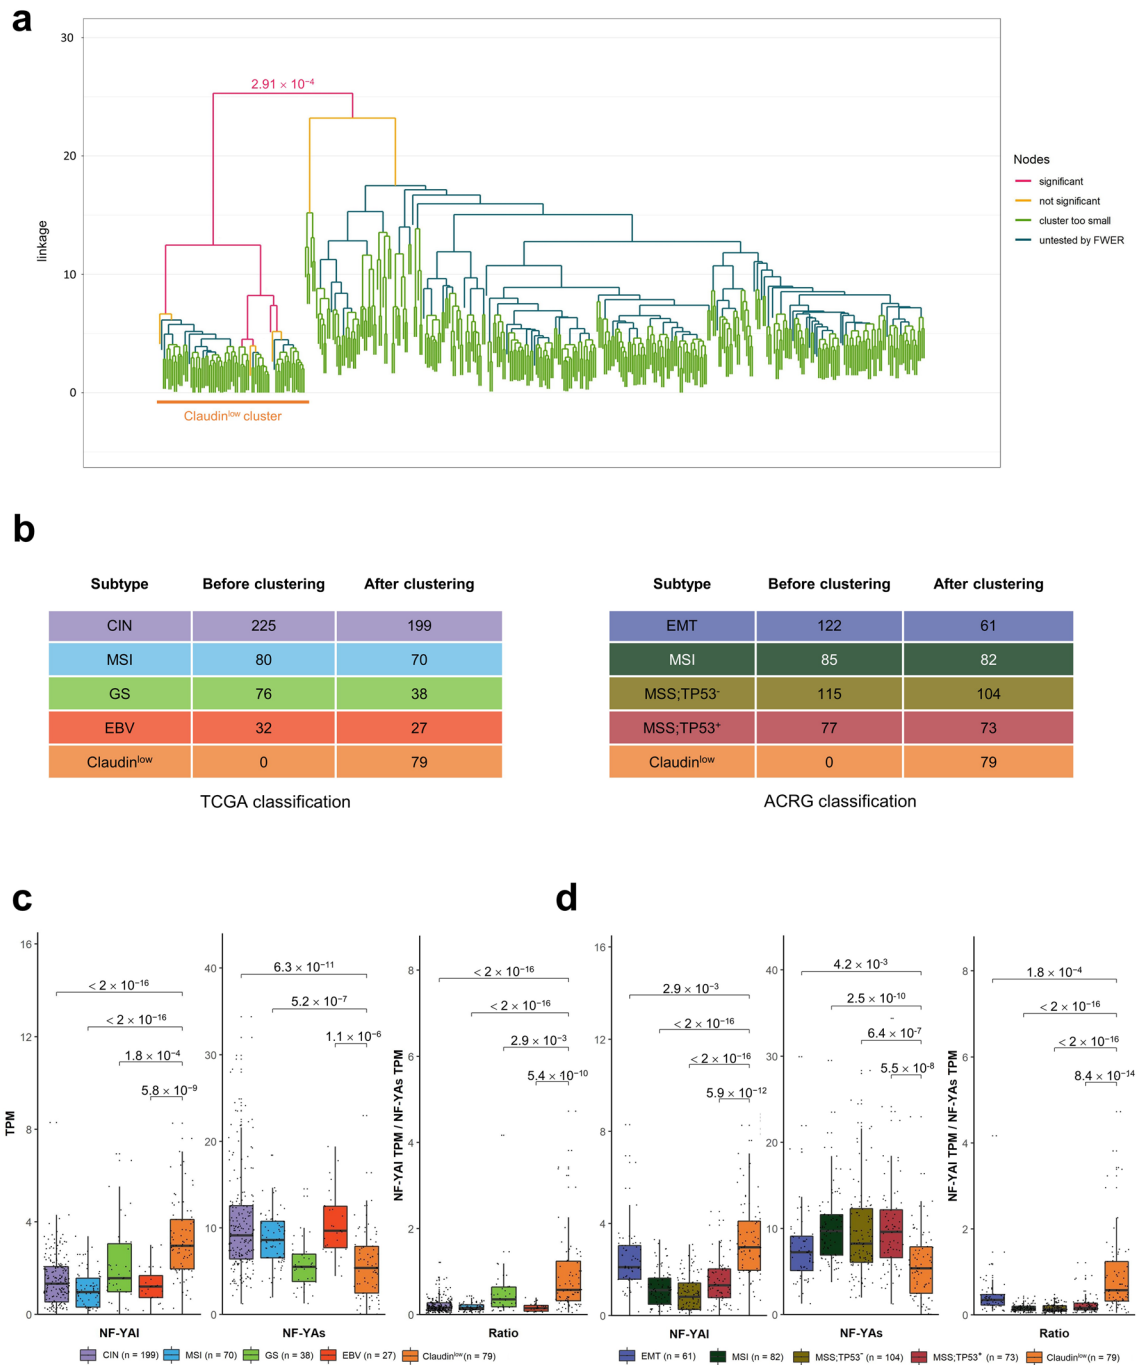 a
30
20
10
0
linkage
2.91 × 10⁻⁴
Claudinˡᵒʷ cluster
Nodes
significant
not significant
cluster too small
untested by FWER
b
Subtype Before clustering After clustering
CIN 225 199
MSI 80 70
GS 76 38
EBV 32 27
Claudinˡᵒʷ 0 79
TCGA classification
Subtype Before clustering After clustering
EMT 122 61
MSI 85 82
MSS;TP53⁻ 115 104
MSS;TP53⁺ 77 73
Claudinˡᵒʷ 0 79
ACRG classification
c
TPM
16
12
8
4
0
< 2 × 10⁻¹⁶
< 2 × 10⁻¹⁶
1.8 × 10⁻⁴
5.8 × 10⁻⁹
NF-YAl
40
30
20
10
0
6.3 × 10⁻¹¹
5.2 × 10⁻⁷
1.1 × 10⁻⁶
NF-YAs
NF-YAl TPM / NF-YAs TPM
8
6
4
2
0
< 2 × 10⁻¹⁶
< 2 × 10⁻¹⁶
2.9 × 10⁻³
5.4 × 10⁻¹⁰
Ratio
CIN (n = 199) MSI (n = 70) GS (n = 38) EBV (n = 27) Claudinˡᵒʷ (n = 79)
d
16
12
8
4
0
2.9 × 10⁻³
< 2 × 10⁻¹⁶
< 2 × 10⁻¹⁶
5.9 × 10⁻¹²
NF-YAl
40
30
20
10
0
4.2 × 10⁻³
2.5 × 10⁻¹⁰
6.4 × 10⁻⁷
5.5 × 10⁻⁸
NF-YAs
NF-YAl TPM / NF-YAs TPM
8
6
4
2
0
1.8 × 10⁻⁴
< 2 × 10⁻¹⁶
< 2 × 10⁻¹⁶
8.4 × 10⁻¹⁴
Ratio
EMT (n = 61) MSI (n = 82) MSS;TP53⁻ (n = 104) MSS;TP53⁺ (n = 73) Claudinˡᵒʷ (n = 79)